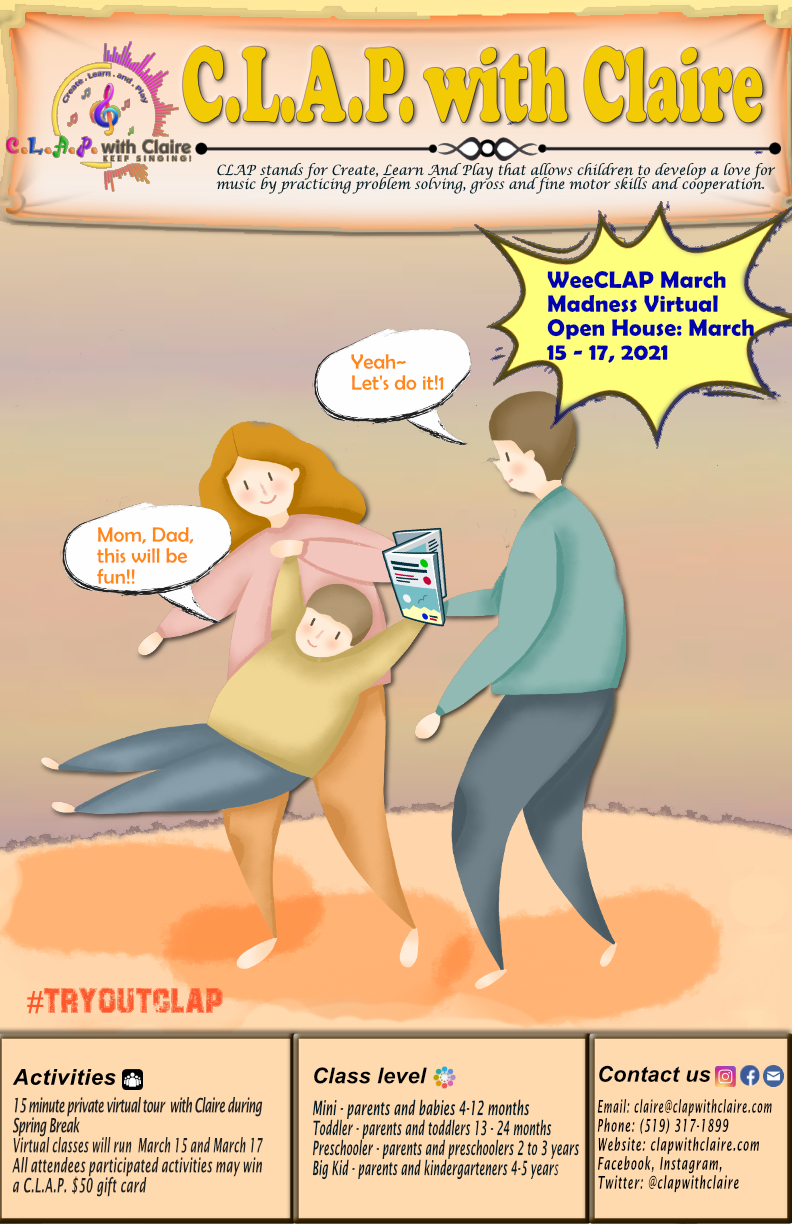 C.L.A.P. with Claire
Create . Learn . and . Play
C.L.A.P. with Claire
KEEP SINGING!
CLAP stands for Create, Learn And Play that allows children to develop a love for
music by practicing problem solving, gross and fine motor skills and cooperation.
WeeCLAP March
Madness Virtual
Open House: March
15 - 17, 2021
Yeah~
Let's do it!1
Mom, Dad,
this will be
fun!!
#TRYOUTCLAP
Activities
15 minute private virtual tour with Claire during
Spring Break
Virtual classes will run March 15 and March 17
All attendees participated activities may win
a C.L.A.P. $50 gift card
Class level
Mini - parents and babies 4-12 months
Toddler - parents and toddlers 13 - 24 months
Preschooler - parents and preschoolers 2 to 3 years
Big Kid - parents and kindergarteners 4-5 years
Contact us
Email: claire@clapwithclaire.com
Phone: (519) 317-1899
Website: clapwithclaire.com
Facebook, Instagram,
Twitter: @clapwithclaire